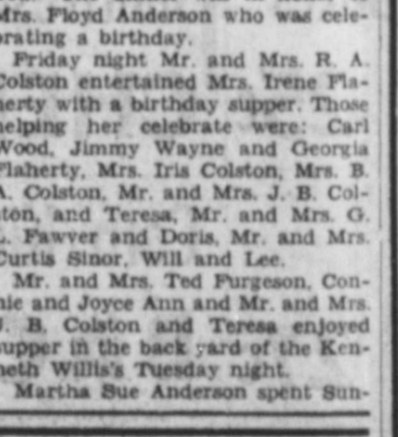 Mrs. Floyd Anderson who was cele-
brating a birthday.
Friday night Mr. and Mrs. R. A.
Colston entertained Mrs. Irene Fla-
herty with a birthday supper. Those
helping her celebrate were: Carl
Wood, Jimmy Wayne and Georgia
Flaherty, Mrs. Iris Colston, Mrs. B.
A. Colston, Mr. and Mrs. J. B. Col-
ston, and Teresa, Mr. and Mrs. G.
L. Fawver and Doris, Mr. and Mrs.
Curtis Sinor, Will and Lee.
Mr. and Mrs. Ted Furgeson, Con-
nie and Joyce Ann and Mr. and Mrs.
J. B. Colston and Teresa enjoyed
supper in the back yard of the Ken-
neth Willis's Tuesday night.
Martha Sue Anderson spent Sun-